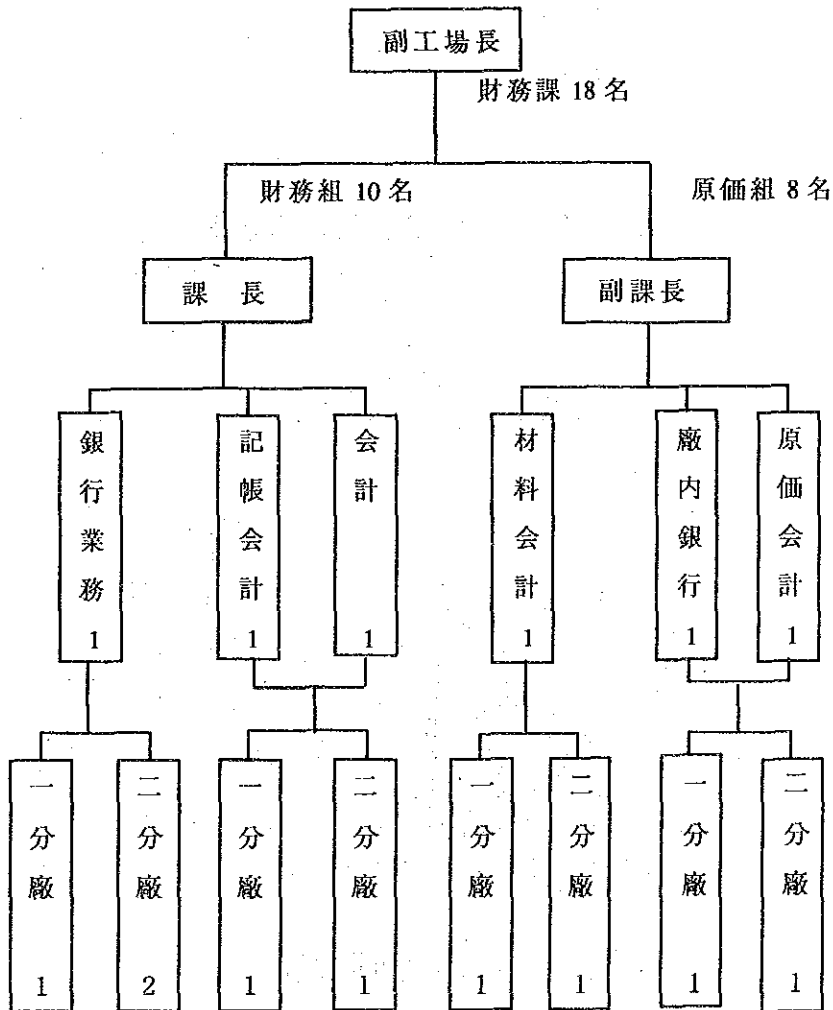 副工場長
財務課 18 名
財務組 10 名
原価組 8 名
課 長
副課長
銀行業務 1
記帳会計 1
会計 1
材料会計 1
廠内銀行 1
原価会計 1
一分廠 1
二分廠 2
一分廠 1
二分廠 1
一分廠 1
二分廠 1
一分廠 1
二分廠 1